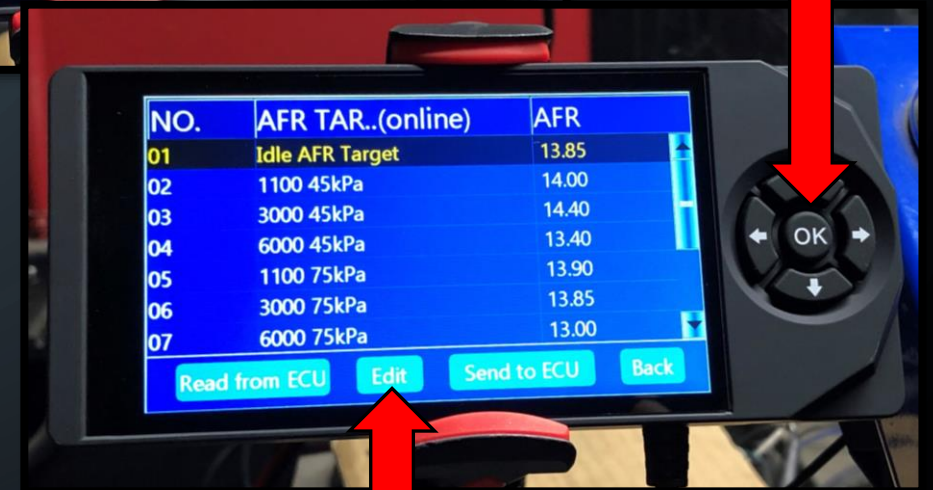 NO. AFR TAR..(online) AFR
01 Idle AFR Target 13.85
02 1100 45kPa 14.00
03 3000 45kPa 14.40
04 6000 45kPa 13.40
05 1100 75kPa 13.90
06 3000 75kPa 13.85
07 6000 75kPa 13.00
Read from ECU Edit Send to ECU Back
OK